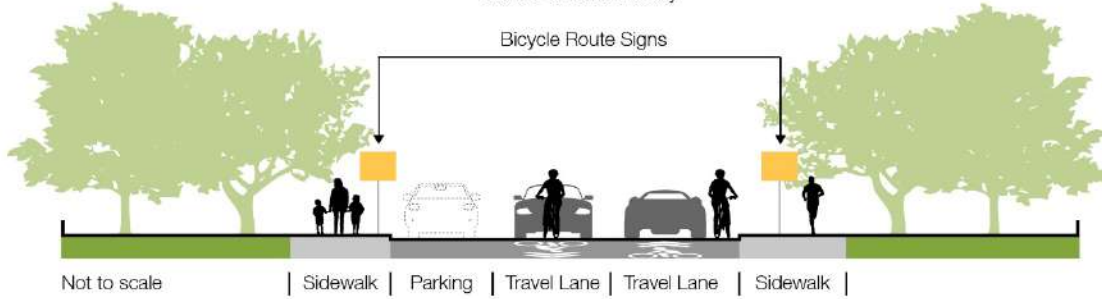 Bicycle Route Signs
Not to scale | Sidewalk | Parking | Travel Lane | Travel Lane | Sidewalk |